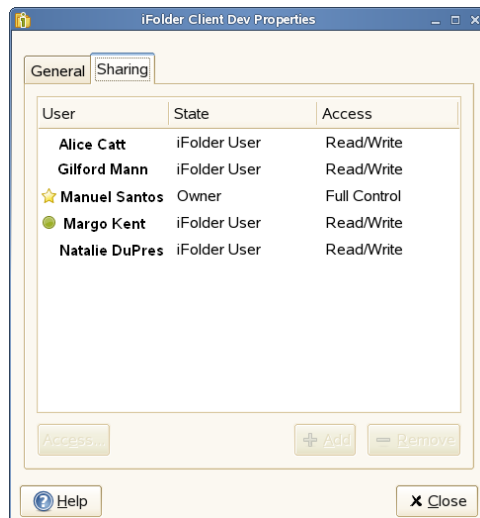 iFolder Client Dev Properties
General Sharing
User State Access
Alice Catt iFolder User Read/Write
Gilford Mann iFolder User Read/Write
Manuel Santos Owner Full Control
Margo Kent iFolder User Read/Write
Natalie DuPres iFolder User Read/Write
Access... Add Remove
Help Close